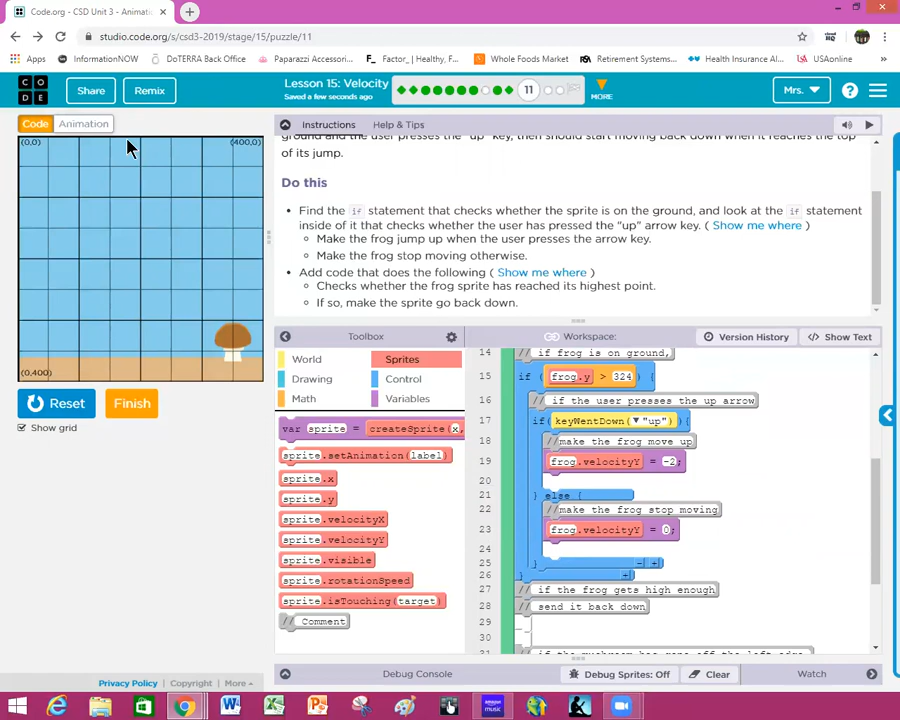 Code.org - CSD Unit 3 - Animati
studio.code.org/s/csd3-2019/stage/15/puzzle/11
Apps
InformationNOW
DoTERRA Back Office
Paparazzi Accessori...
Factor_ | Healthy, F...
Whole Foods Market
Retirement Systems...
Health Insurance Al...
USAonline
»
C O D E
Share
Remix
Lesson 15: Velocity
Saved a few seconds ago
11
MORE
Mrs.
Code
Animation
Instructions
Help & Tips
(0,0)
(400,0)
(0,400)
Reset
Finish
Show grid
ground and the user presses the "up" key, then should start moving back down when it reaches the top
of its jump.
Do this
Find the if statement that checks whether the sprite is on the ground, and look at the if statement
inside of it that checks whether the user has pressed the "up" arrow key. ( Show me where )
Make the frog jump up when the user presses the arrow key.
Make the frog stop moving otherwise.
Add code that does the following ( Show me where )
Checks whether the frog sprite has reached its highest point.
If so, make the sprite go back down.
Toolbox
Workspace:
Version History
Show Text
World
Sprites
Drawing
Control
Math
Variables
var sprite = createSprite(x,
sprite.setAnimation(label)
sprite.x
sprite.y
sprite.velocityX
sprite.velocityY
sprite.visible
sprite.rotationSpeed
sprite.isTouching(target)
// Comment
14 // if frog is on ground,
15 if ( frog.y > 324 ) {
16 // if the user presses the up arrow
17 if( keyWentDown( "up" ) ){
18 //make the frog move up
19 frog.velocityY = -2;
20
21 } else {
22 //make the frog stop moving
23 frog.velocityY = 0;
24
25 }
26 }
27 // if the frog gets high enough
28 // send it back down
29
30
31 // if the mushroom has gone off the left edge
Debug Console
Debug Sprites: Off
Clear
Watch
Privacy Policy | Copyright | More